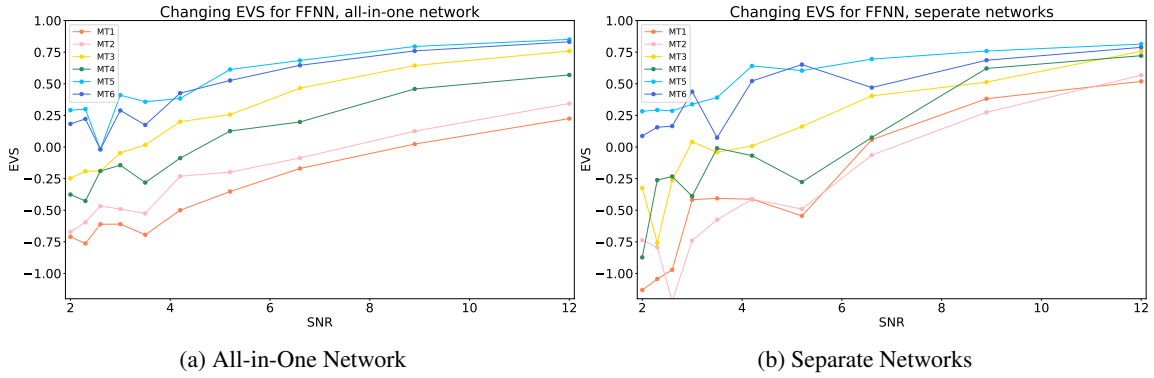 Changing EVS for FFNN, all-in-one network
1.00
0.75
0.50
0.25
0.00
−0.25
−0.50
−0.75
−1.00
EVS
MT1
MT2
MT3
MT4
MT5
MT6
2 4 6 8 10 12
SNR
(a) All-in-One Network
Changing EVS for FFNN, seperate networks
1.00
0.75
0.50
0.25
0.00
−0.25
−0.50
−0.75
−1.00
EVS
MT1
MT2
MT3
MT4
MT5
MT6
2 4 6 8 10 12
SNR
(b) Separate Networks